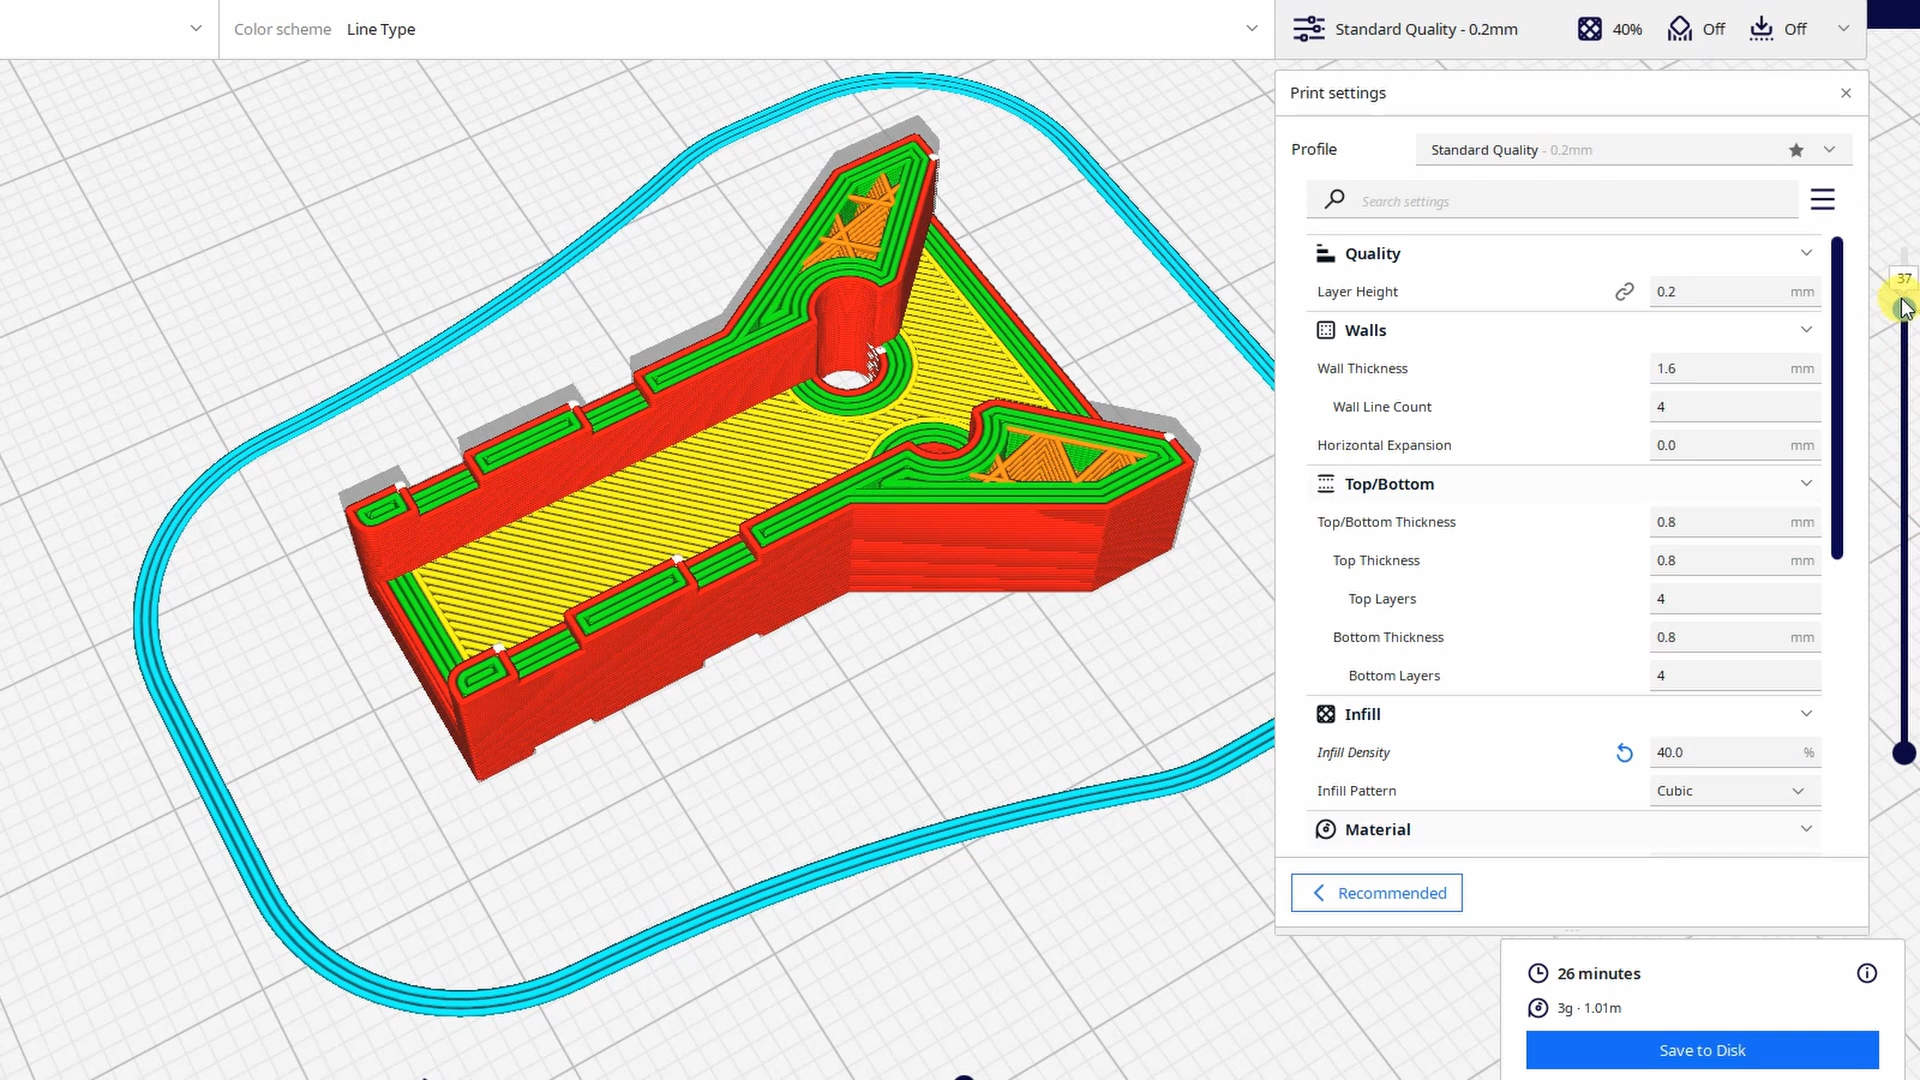 Color scheme Line Type
Standard Quality - 0.2mm 40% Off Off
Print settings
Profile Standard Quality - 0.2mm
Search settings
Quality
Layer Height 0.2 mm
37
Walls
Wall Thickness 1.6 mm
Wall Line Count 4
Horizontal Expansion 0.0 mm
Top/Bottom
Top/Bottom Thickness 0.8 mm
Top Thickness 0.8 mm
Top Layers 4
Bottom Thickness 0.8 mm
Bottom Layers 4
Infill
Infill Density 40.0 %
Infill Pattern Cubic
Material
Recommended
26 minutes
3g · 1.01m
Save to Disk